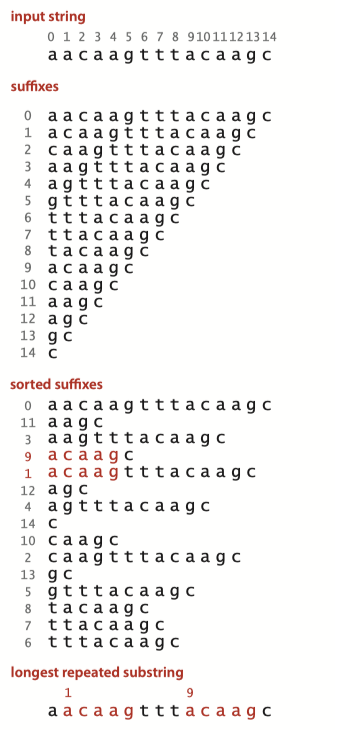 input string
0 1 2 3 4 5 6 7 8 9 10 11 12 13 14
a a c a a g t t t a c a a g c
suffixes
0 a a c a a g t t t a c a a g c
1 a c a a g t t t a c a a g c
2 c a a g t t t a c a a g c
3 a a g t t t a c a a g c
4 a g t t t a c a a g c
5 g t t t a c a a g c
6 t t t a c a a g c
7 t t a c a a g c
8 t a c a a g c
9 a c a a g c
10 c a a g c
11 a a g c
12 a g c
13 g c
14 c
sorted suffixes
0 a a c a a g t t t a c a a g c
11 a a g c
3 a a g t t t a c a a g c
9 a c a a g c
1 a c a a g t t t a c a a g c
12 a g c
4 a g t t t a c a a g c
14 c
10 c a a g c
2 c a a g t t t a c a a g c
13 g c
5 g t t t a c a a g c
8 t a c a a g c
7 t t a c a a g c
6 t t t a c a a g c
longest repeated substring
1 9
a a c a a g t t t a c a a g c